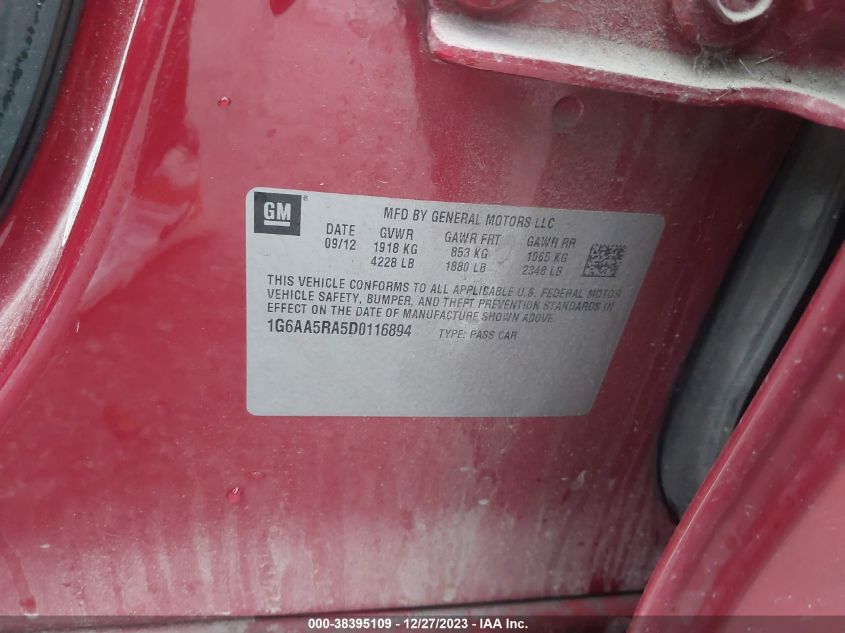 GM®
MFD BY GENERAL MOTORS LLC
DATE GVWR GAWR FRT GAWR RR
09/12 1918 KG 853 KG 1065 KG
4228 LB 1880 LB 2348 LB
THIS VEHICLE CONFORMS TO ALL APPLICABLE U.S. FEDERAL MOTOR
VEHICLE SAFETY, BUMPER, AND THEFT PREVENTION STANDARDS IN
EFFECT ON THE DATE OF MANUFACTURE SHOWN ABOVE.
1G6AA5RA5D0116894 TYPE: PASS CAR
000-38395109 - 12/27/2023 - IAA Inc.